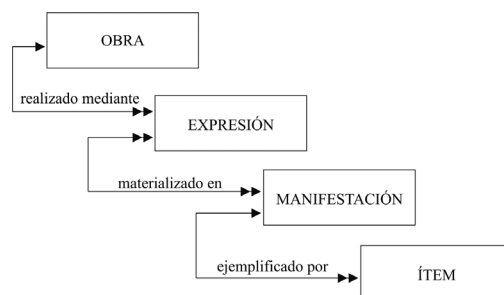 OBRA
realizado mediante
EXPRESIÓN
materializado en
MANIFESTACIÓN
ejemplificado por
ÍTEM